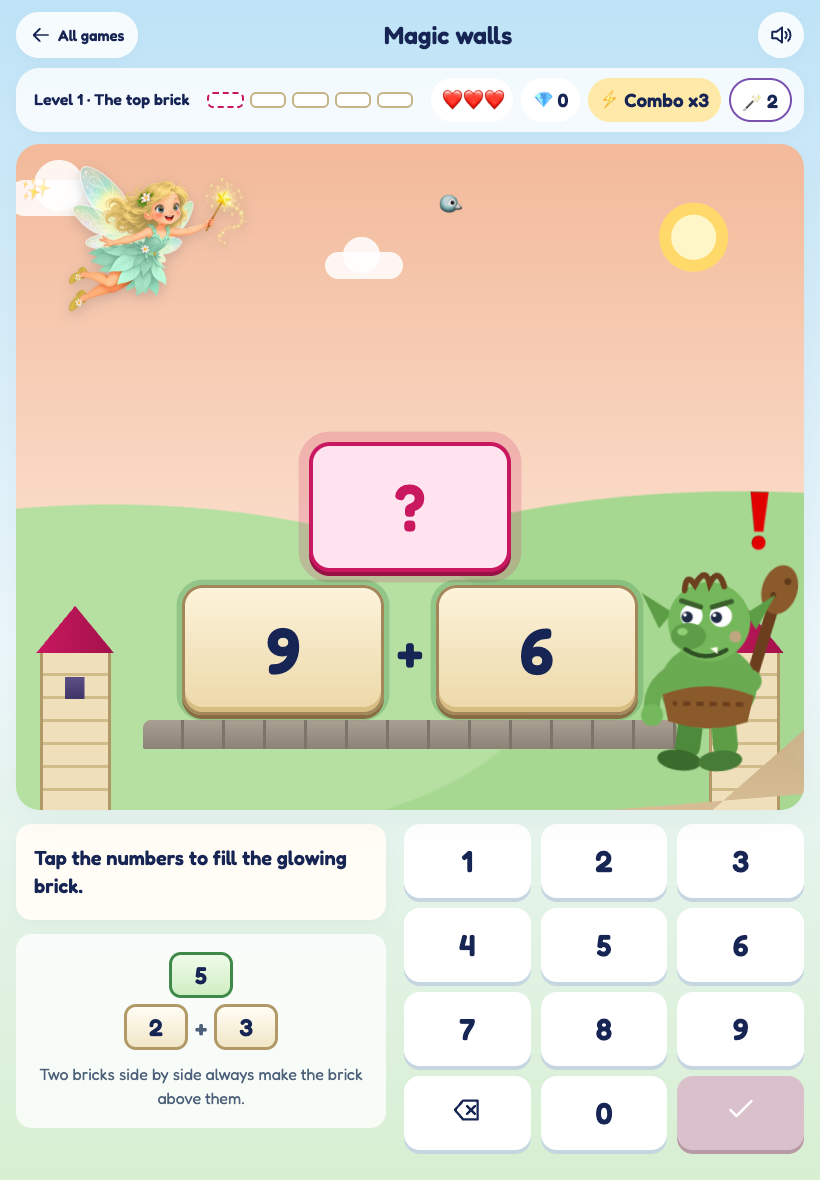 All games
Magic walls
Level 1 · The top brick
0
Combo x3
2
?
!
9 + 6
Tap the numbers to fill the glowing
brick.
5
2 + 3
Two bricks side by side always make the brick
above them.
1 2 3
4 5 6
7 8 9
0